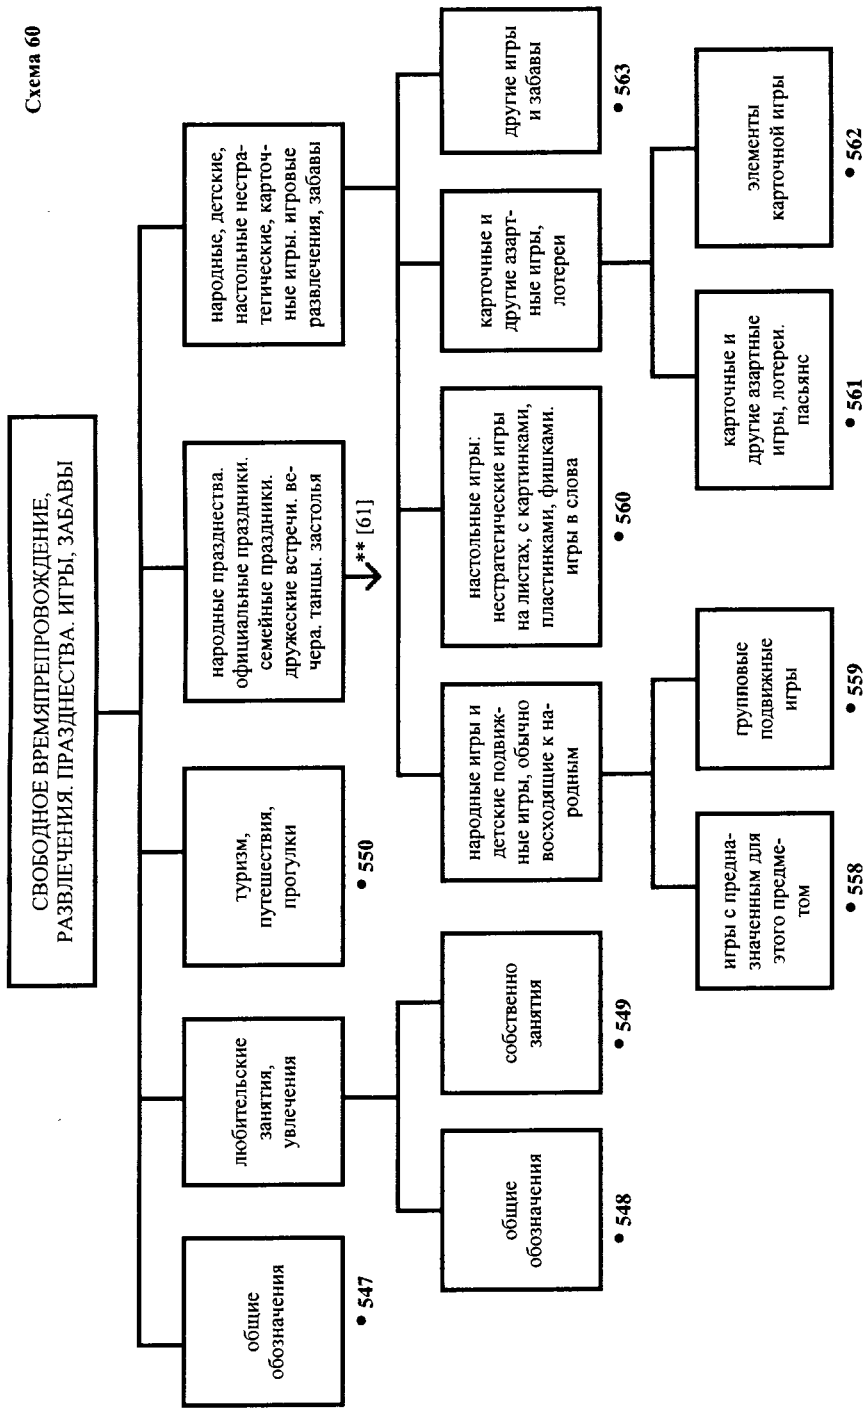 Схема 60
СВОБОДНОЕ ВРЕМЯПРЕПРОВОЖДЕНИЕ,
РАЗВЛЕЧЕНИЯ. ПРАЗДНЕСТВА. ИГРЫ, ЗАБАВЫ
общие
обозначения
• 547
любительские
занятия,
увлечения
туризм,
путешествия,
прогулки
• 550
народные празднества.
официальные праздники.
семейные праздники.
дружеские встречи. ве-
чера. танцы. застолья
** [61]
народные, детские,
настольные нестра-
тегические, карточ-
ные игры. игровые
развлечения, забавы
общие
обозначения
• 548
собственно
занятия
• 549
народные игры и
детские подвиж-
ные игры, обычно
восходящие к на-
родным
настольные игры:
нестратегические игры
на листах, с картинками,
пластинками, фишками.
игры в слова
• 560
карточные и
другие азарт-
ные игры,
лотереи
другие игры
и забавы
• 563
игры с предна-
значенным для
этого предме-
том
• 558
групповые
подвижные
игры
• 559
карточные и
другие азартные
игры, лотереи.
пасьянс
• 561
элементы
карточной игры
• 562